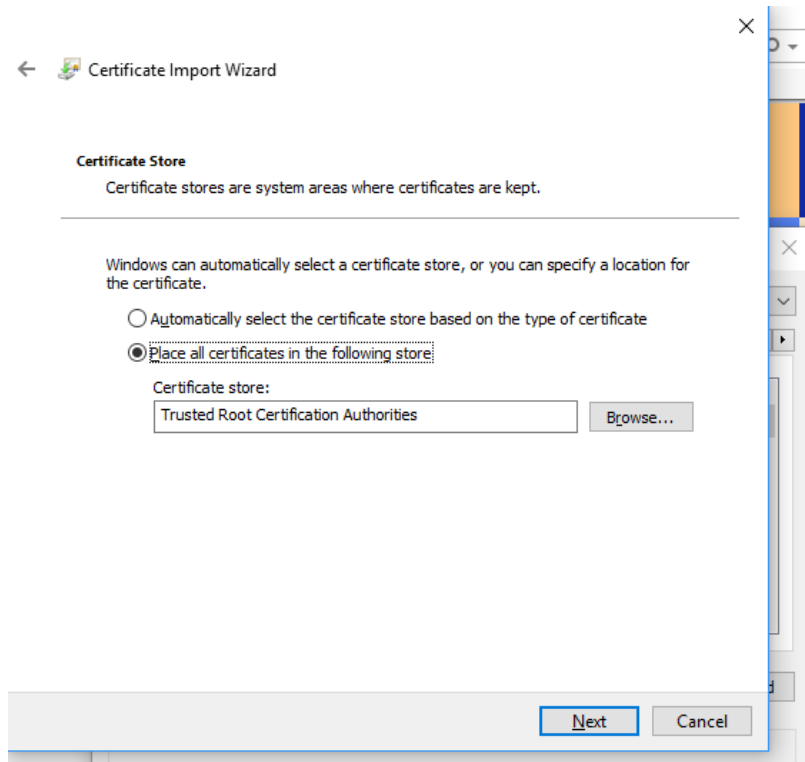 Certificate Import Wizard
Certificate Store
Certificate stores are system areas where certificates are kept.
Windows can automatically select a certificate store, or you can specify a location for
the certificate.
Automatically select the certificate store based on the type of certificate
Place all certificates in the following store
Certificate store:
Trusted Root Certification Authorities
Browse...
Next
Cancel